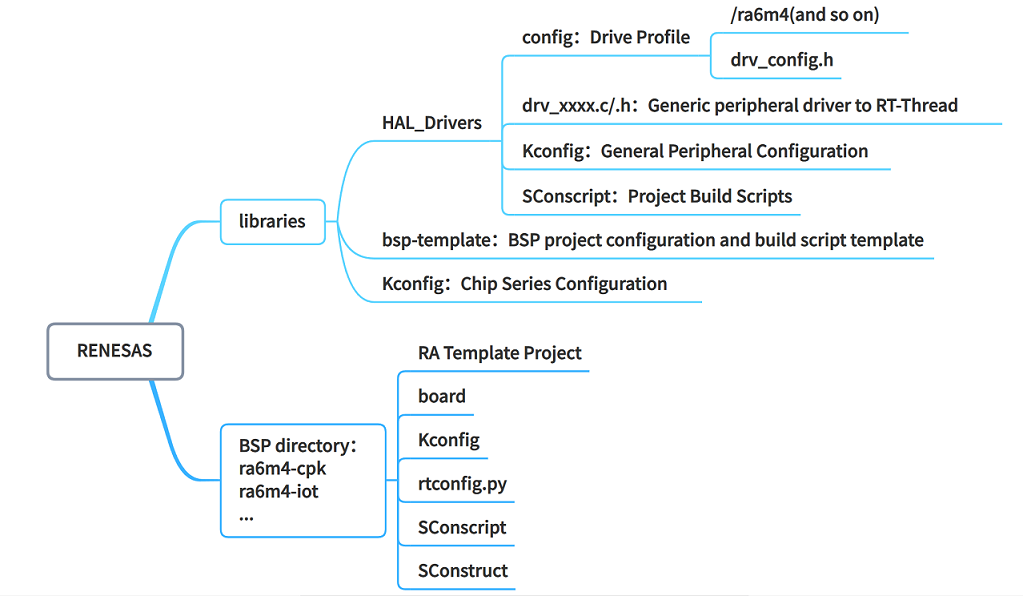 /ra6m4(and so on)
config：Drive Profile
drv_config.h
drv_xxxx.c/.h：Generic peripheral driver to RT-Thread
HAL_Drivers
Kconfig：General Peripheral Configuration
SConscript：Project Build Scripts
libraries
bsp-template：BSP project configuration and build script template
Kconfig：Chip Series Configuration
RENESAS
RA Template Project
board
BSP directory：
ra6m4-cpk
ra6m4-iot
...
Kconfig
rtconfig.py
SConscript
SConstruct